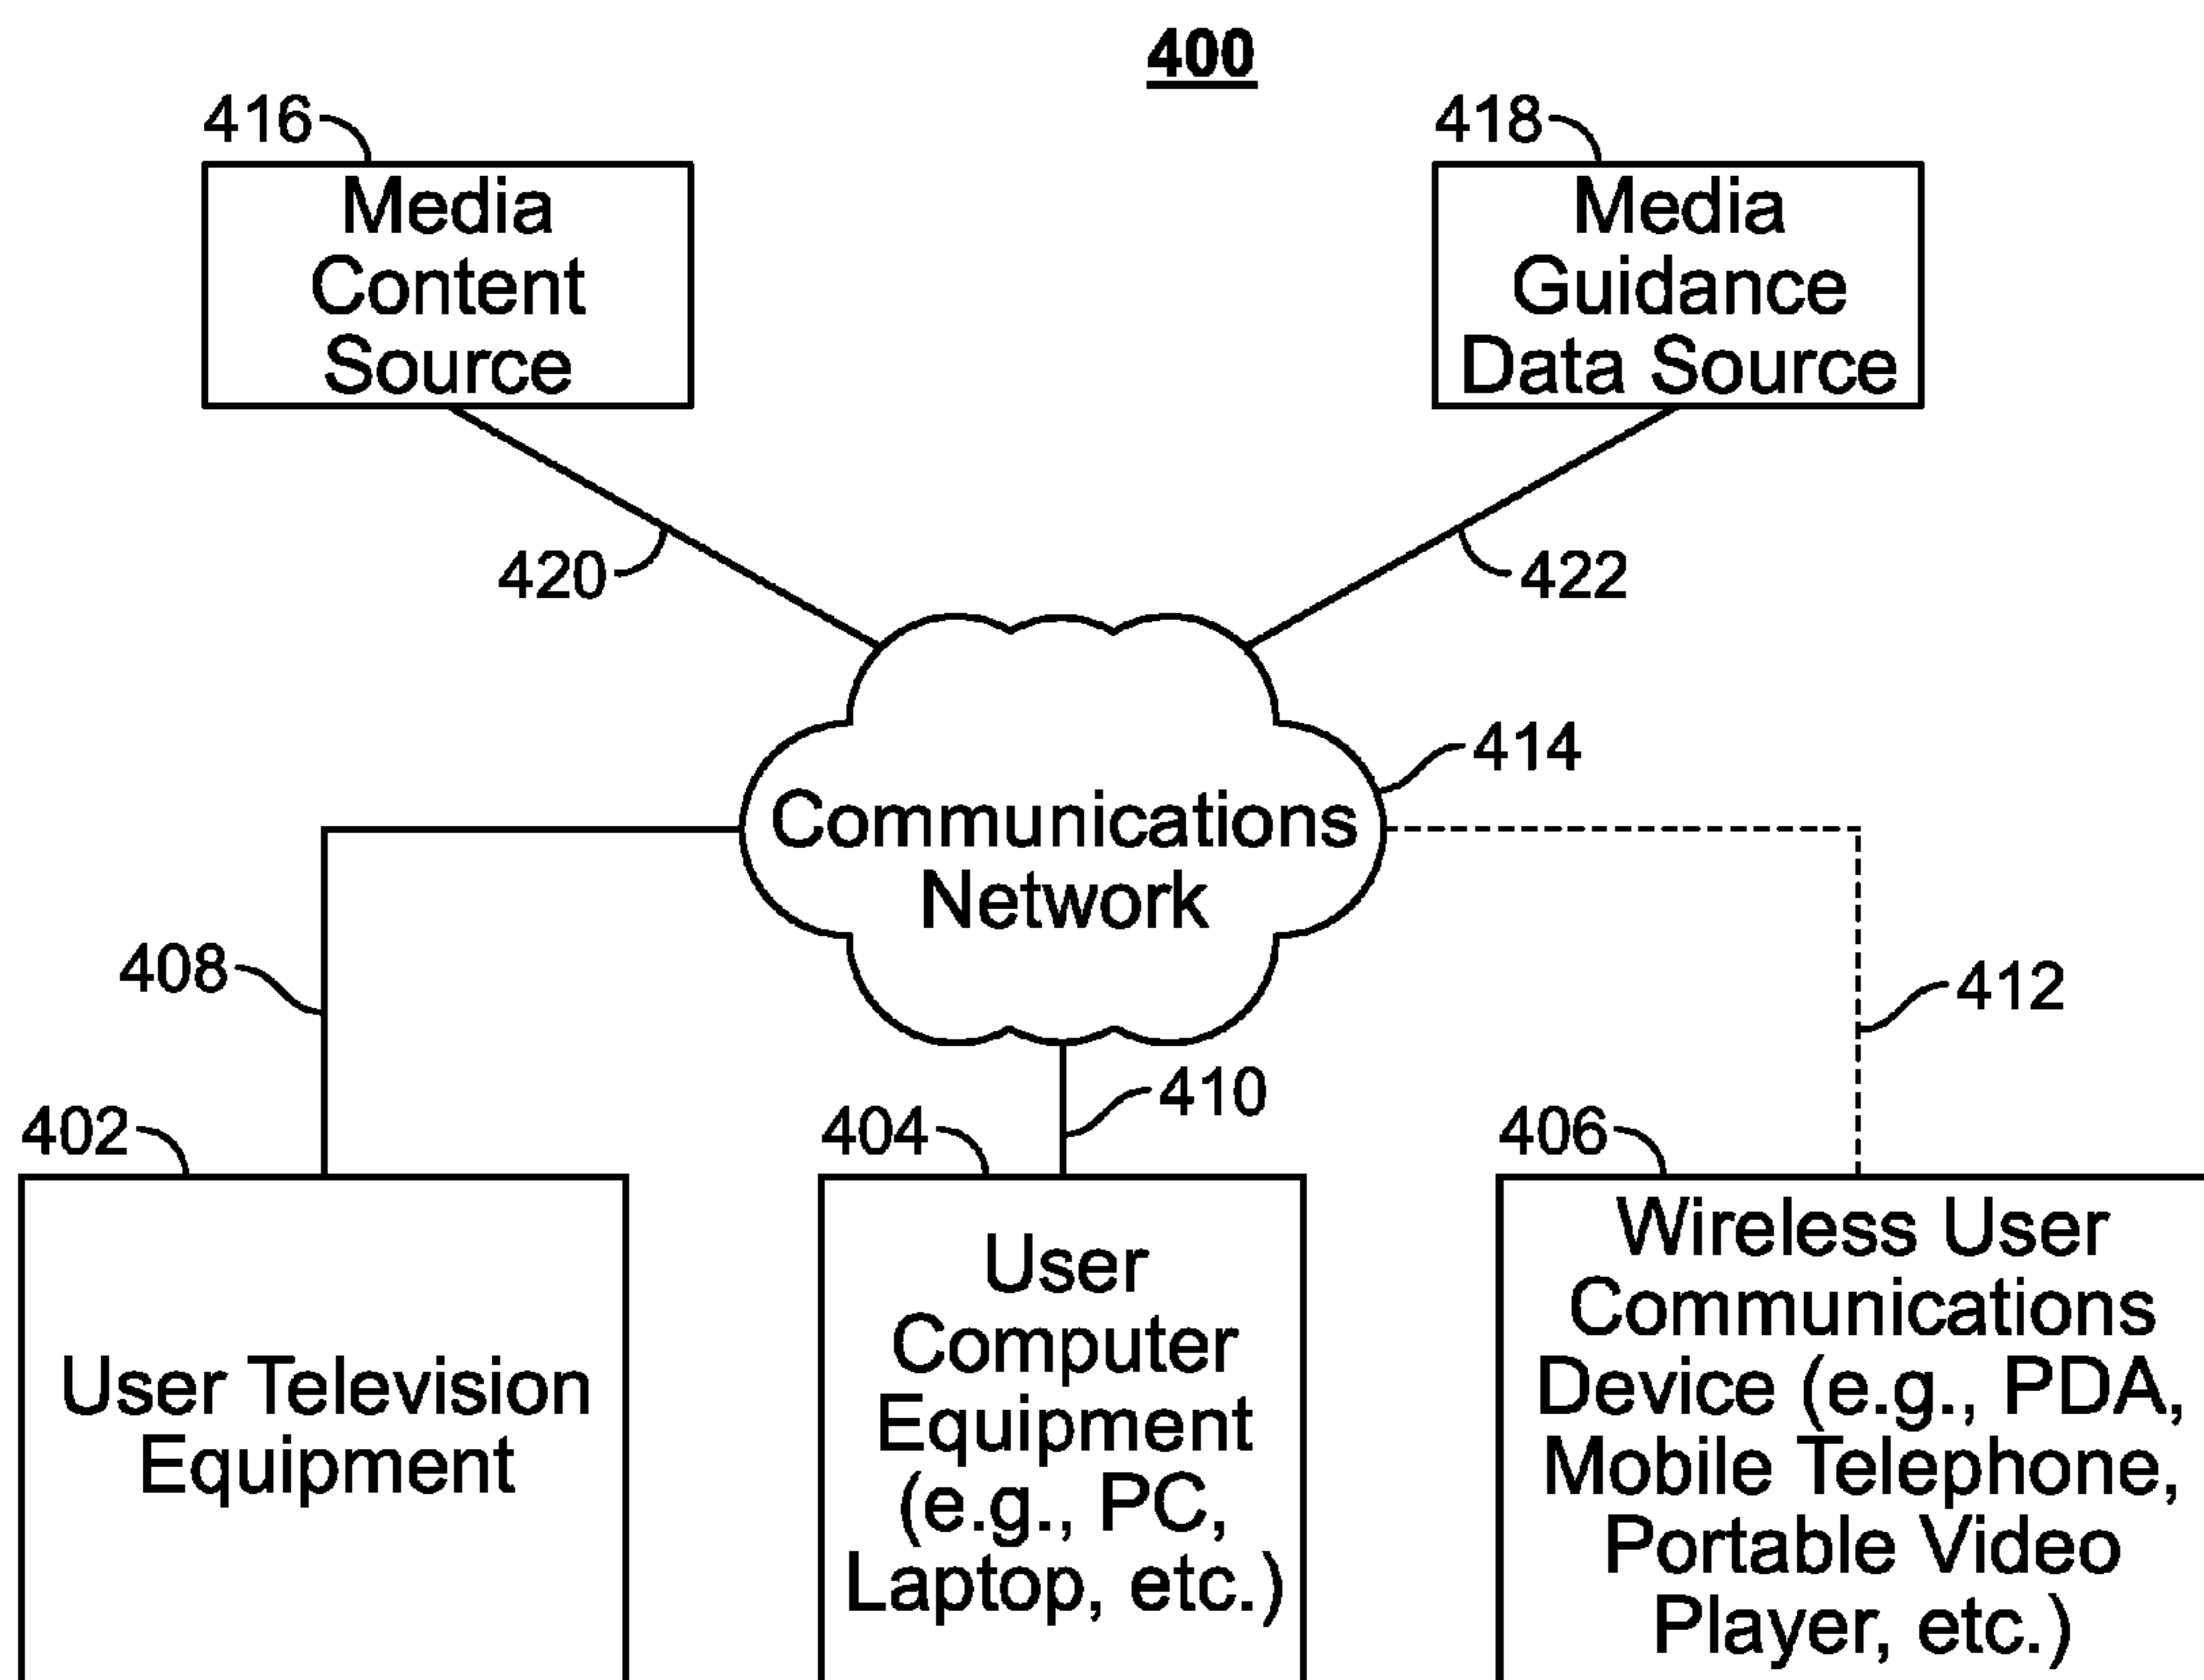 400
416
Media
Content
Source
418
Media
Guidance
Data Source
420
422
414
Communications
Network
408
412
410
402
User Television
Equipment
404
User
Computer
Equipment
(e.g., PC,
Laptop, etc.)
406
Wireless User
Communications
Device (e.g., PDA,
Mobile Telephone,
Portable Video
Player, etc.)